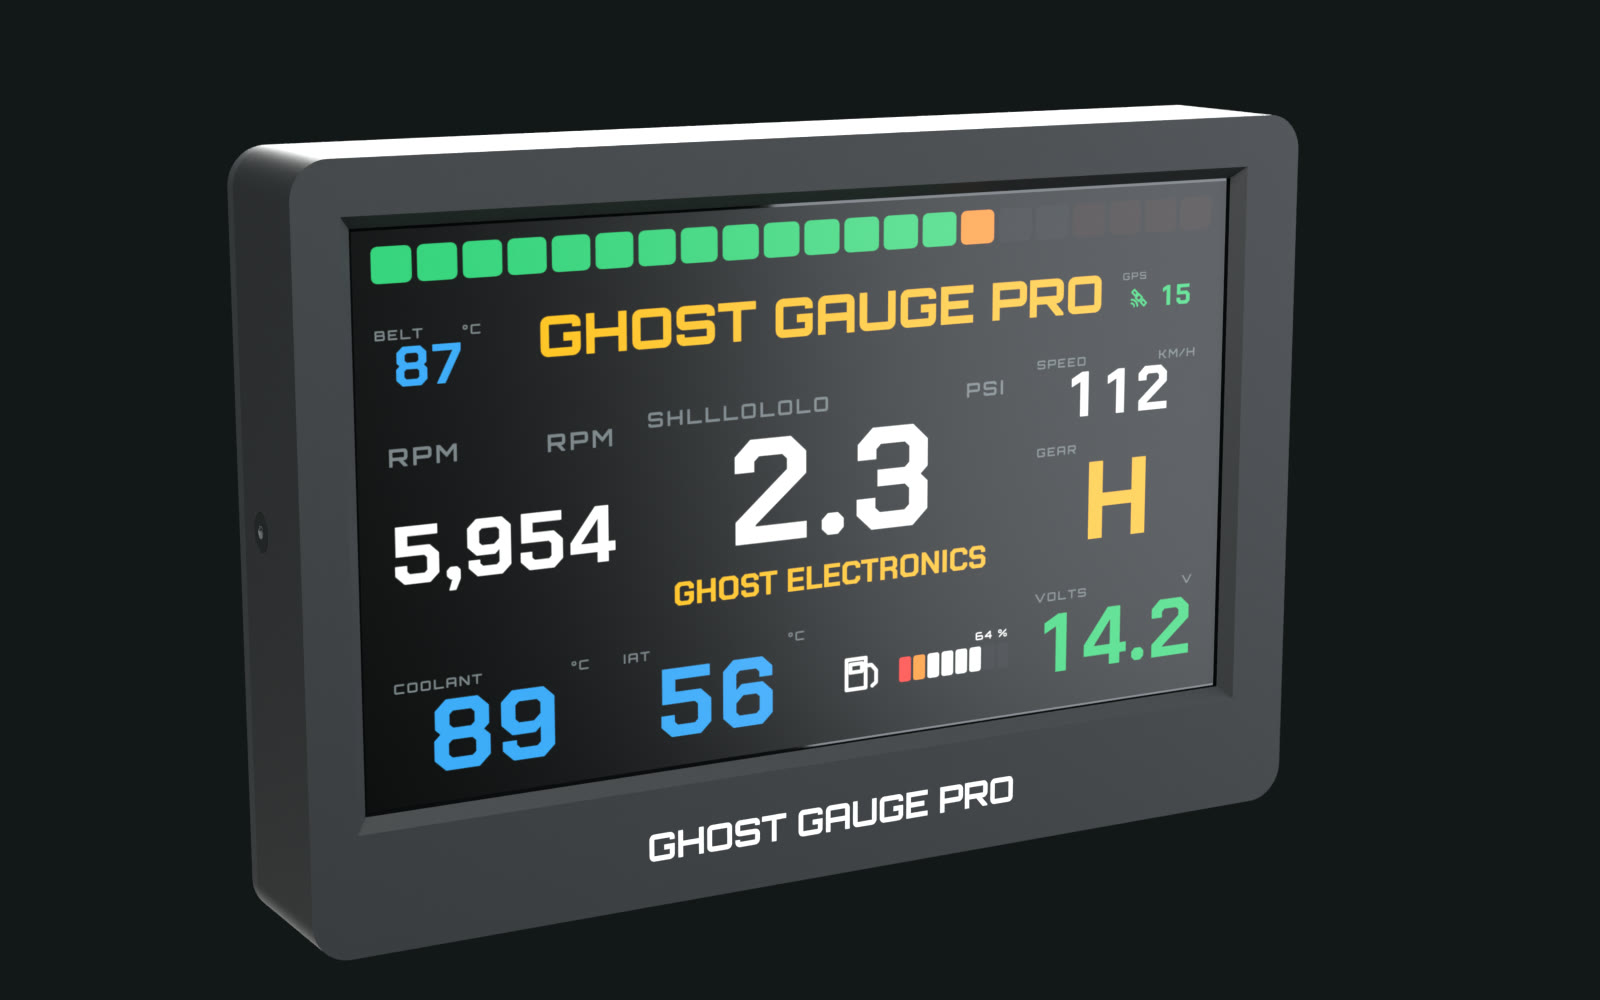 GHOST GAUGE PRO
GPS
15
BELT °C
87
SPEED KM/H
112
SHLLLOLOLO PSI
2.3
RPM RPM
5,954
GEAR
H
GHOST ELECTRONICS
COOLANT °C
89
IAT °C
56
64 %
VOLTS V
14.2
GHOST GAUGE PRO